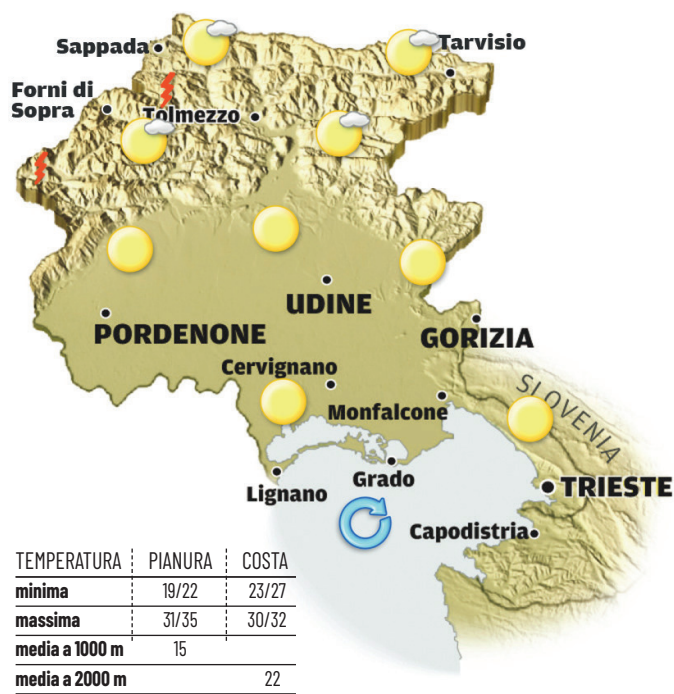 Sappada
Tarvisio
Forni di
Sopra
Tolmezzo
UDINE
PORDENONE
GORIZIA
Cervignano
SLOVENIA
Monfalcone
Grado
TRIESTE
Lignano
Capodistria
TEMPERATURA PIANURA COSTA
minima 19/22 23/27
massima 31/35 30/32
media a 1000 m 15
media a 2000 m 22